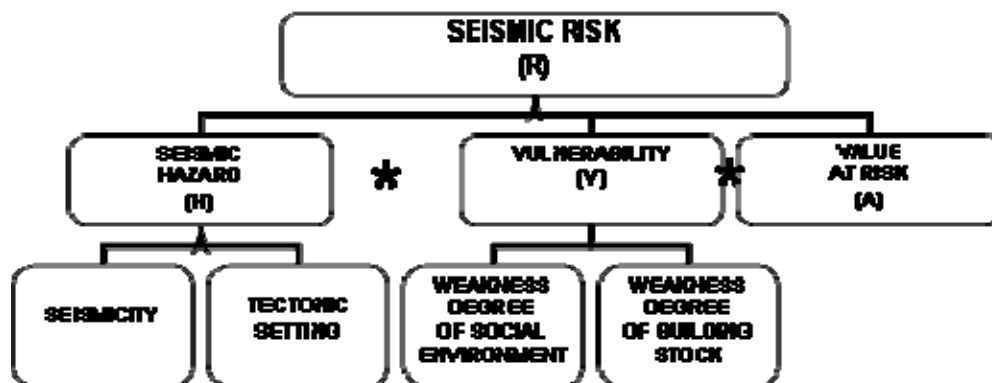 SEISMIC RISK
(R)
SEISMIC
HAZARD
(H)
*
VULNERABILITY
(V)
*
VALUE
AT RISK
(A)
SEISMICITY
TECTONIC
SETTING
WEAKNESS
DEGREE
OF SOCIAL
ENVIRONMENT
WEAKNESS
DEGREE
OF BUILDING
STOCK